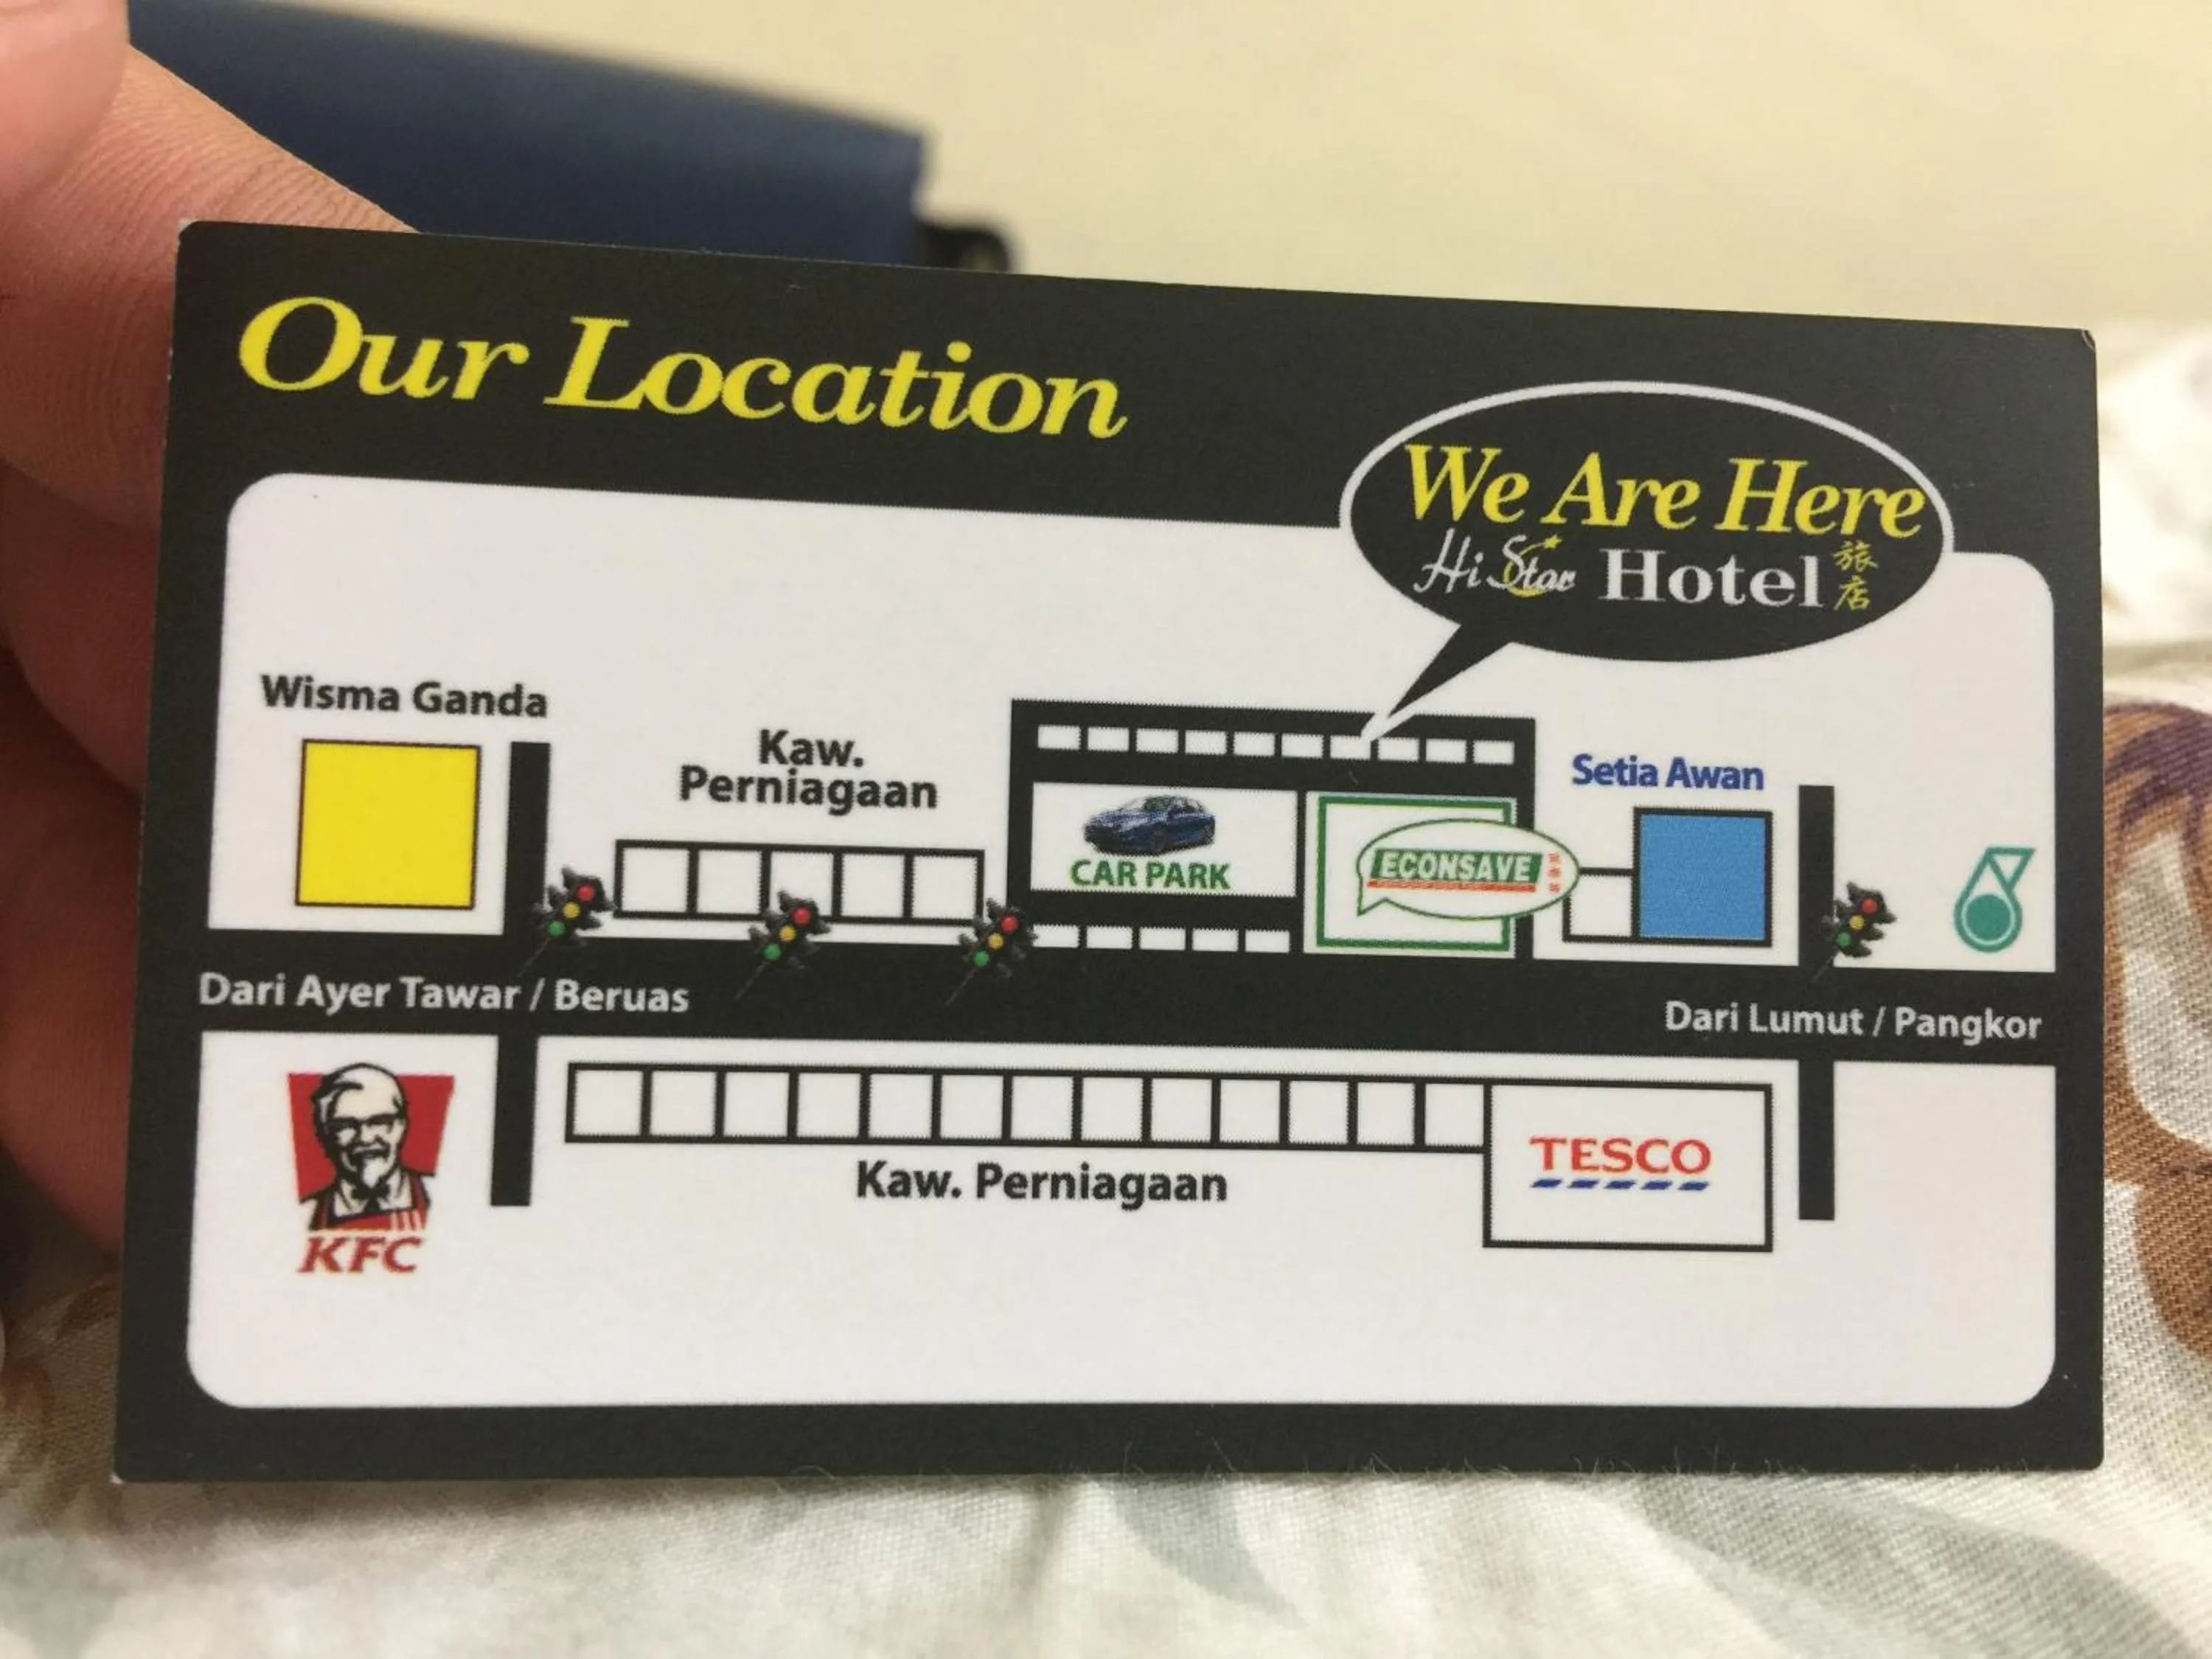 Our Location
We Are Here
Hi Star Hotel 旅店
Wisma Ganda
Kaw.
Perniagaan
Setia Awan
CAR PARK
ECONSAVE
Dari Ayer Tawar / Beruas
Dari Lumut / Pangkor
KFC
Kaw. Perniagaan
TESCO